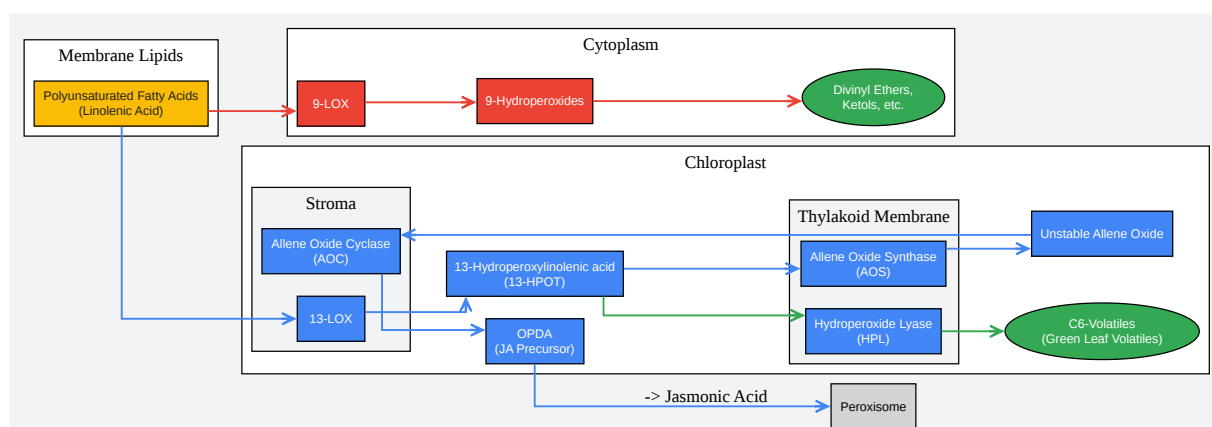 Membrane Lipids
Polyunsaturated Fatty Acids
(Linolenic Acid)
Cytoplasm
9-LOX
9-Hydroperoxides
Divinyl Ethers,
Ketols, etc.
Chloroplast
Stroma
Allene Oxide Cyclase
(AOC)
13-LOX
13-Hydroperoxylinolenic acid
(13-HPOT)
OPDA
(JA Precursor)
Thylakoid Membrane
Allene Oxide Synthase
(AOS)
Hydroperoxide Lyase
(HPL)
Unstable Allene Oxide
C6-Volatiles
(Green Leaf Volatiles)
-> Jasmonic Acid
Peroxisome